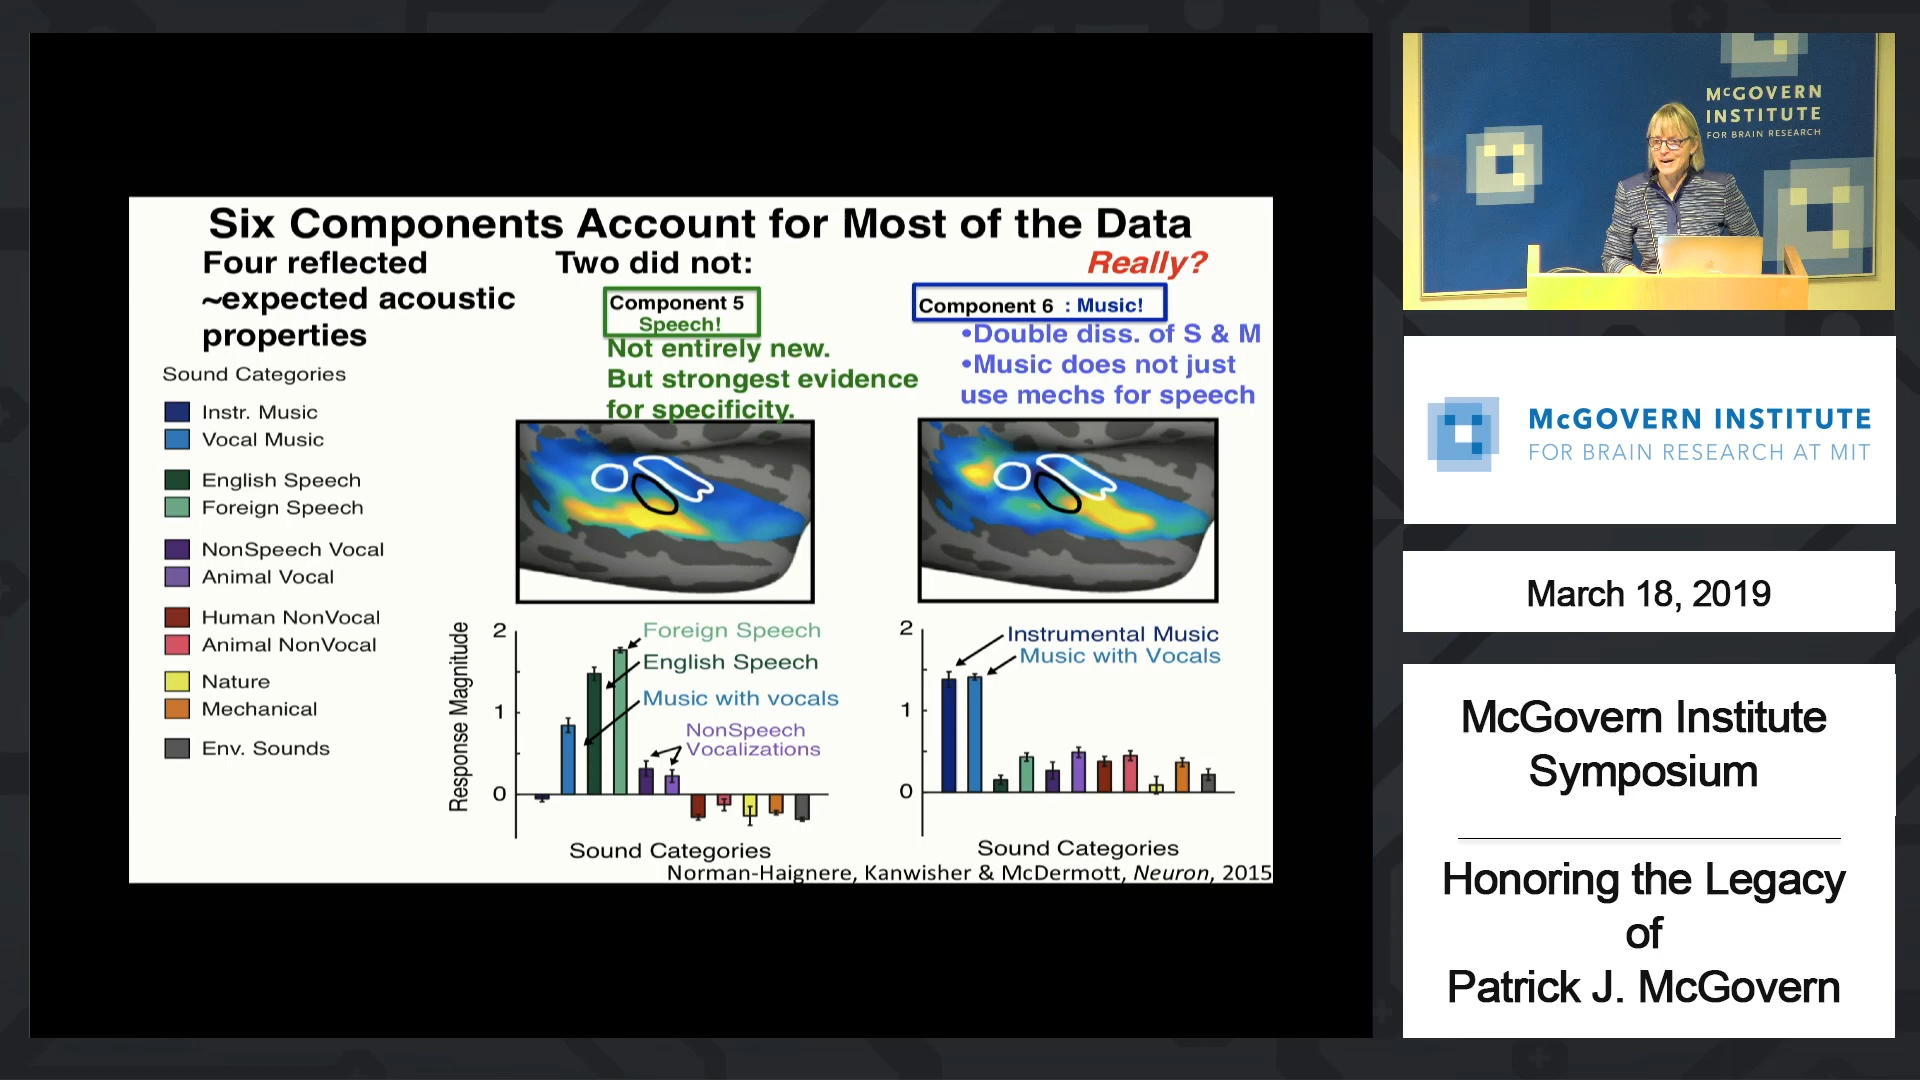 Six Components Account for Most of the Data
Four reflected
~expected acoustic
properties
Two did not:
Really?
Component 5
Speech!
Not entirely new.
But strongest evidence
for specificity.
Component 6 : Music!
•Double diss. of S & M
•Music does not just
use mechs for speech
Sound Categories
Instr. Music
Vocal Music
English Speech
Foreign Speech
NonSpeech Vocal
Animal Vocal
Human NonVocal
Animal NonVocal
Nature
Mechanical
Env. Sounds
Response Magnitude
2
1
0
Foreign Speech
English Speech
Music with vocals
NonSpeech
Vocalizations
Sound Categories
2
1
0
Instrumental Music
Music with Vocals
Sound Categories
Norman-Haignere, Kanwisher & McDermott, Neuron, 2015
McGOVERN
INSTITUTE
FOR BRAIN RESEARCH
McGOVERN INSTITUTE
FOR BRAIN RESEARCH AT MIT
March 18, 2019
McGovern Institute
Symposium
Honoring the Legacy
of
Patrick J. McGovern